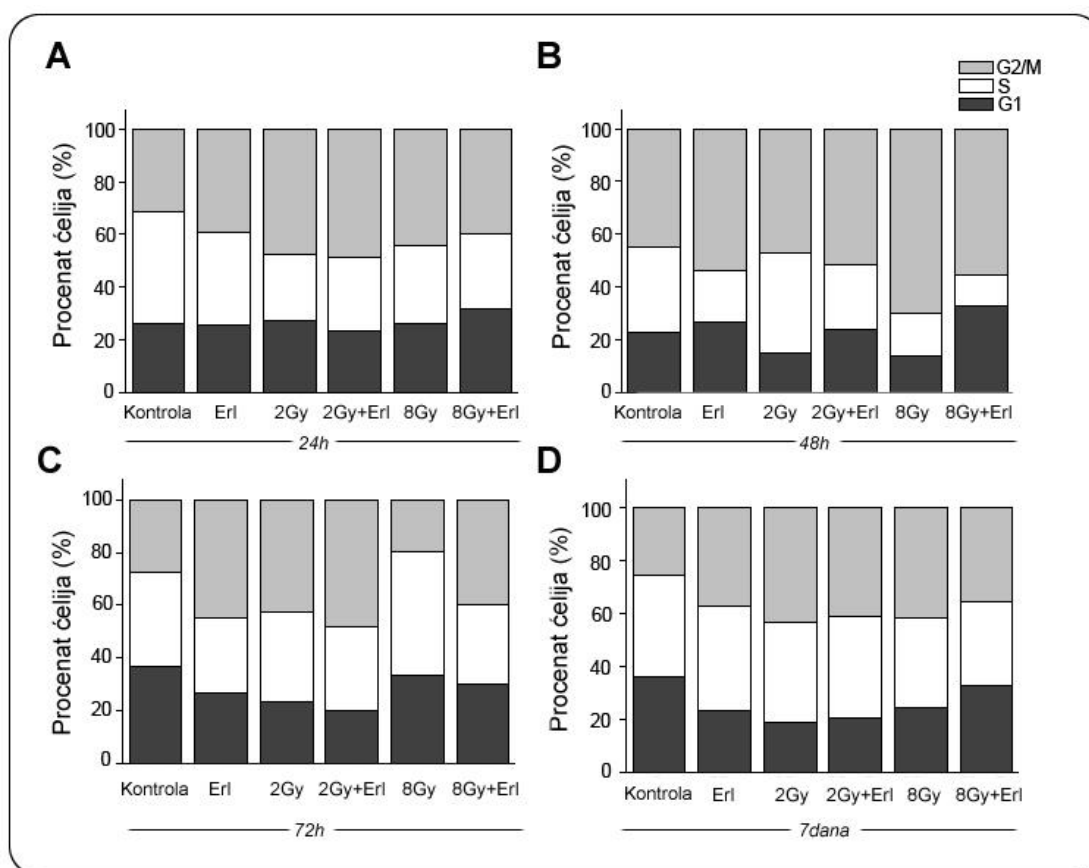 A
B
G2/M
S
G1
Procenat ćelija (%)
100
80
60
40
20
0
Kontrola Erl 2Gy 2Gy+Erl 8Gy 8Gy+Erl
24h
Procenat ćelija (%)
100
80
60
40
20
0
Kontrola Erl 2Gy 2Gy+Erl 8Gy 8Gy+Erl
48h
C
D
Procenat ćelija (%)
100
80
60
40
20
0
Kontrola Erl 2Gy 2Gy+Erl 8Gy 8Gy+Erl
72h
Procenat ćelija (%)
100
80
60
40
20
0
Kontrola Erl 2Gy 2Gy+Erl 8Gy 8Gy+Erl
7dana